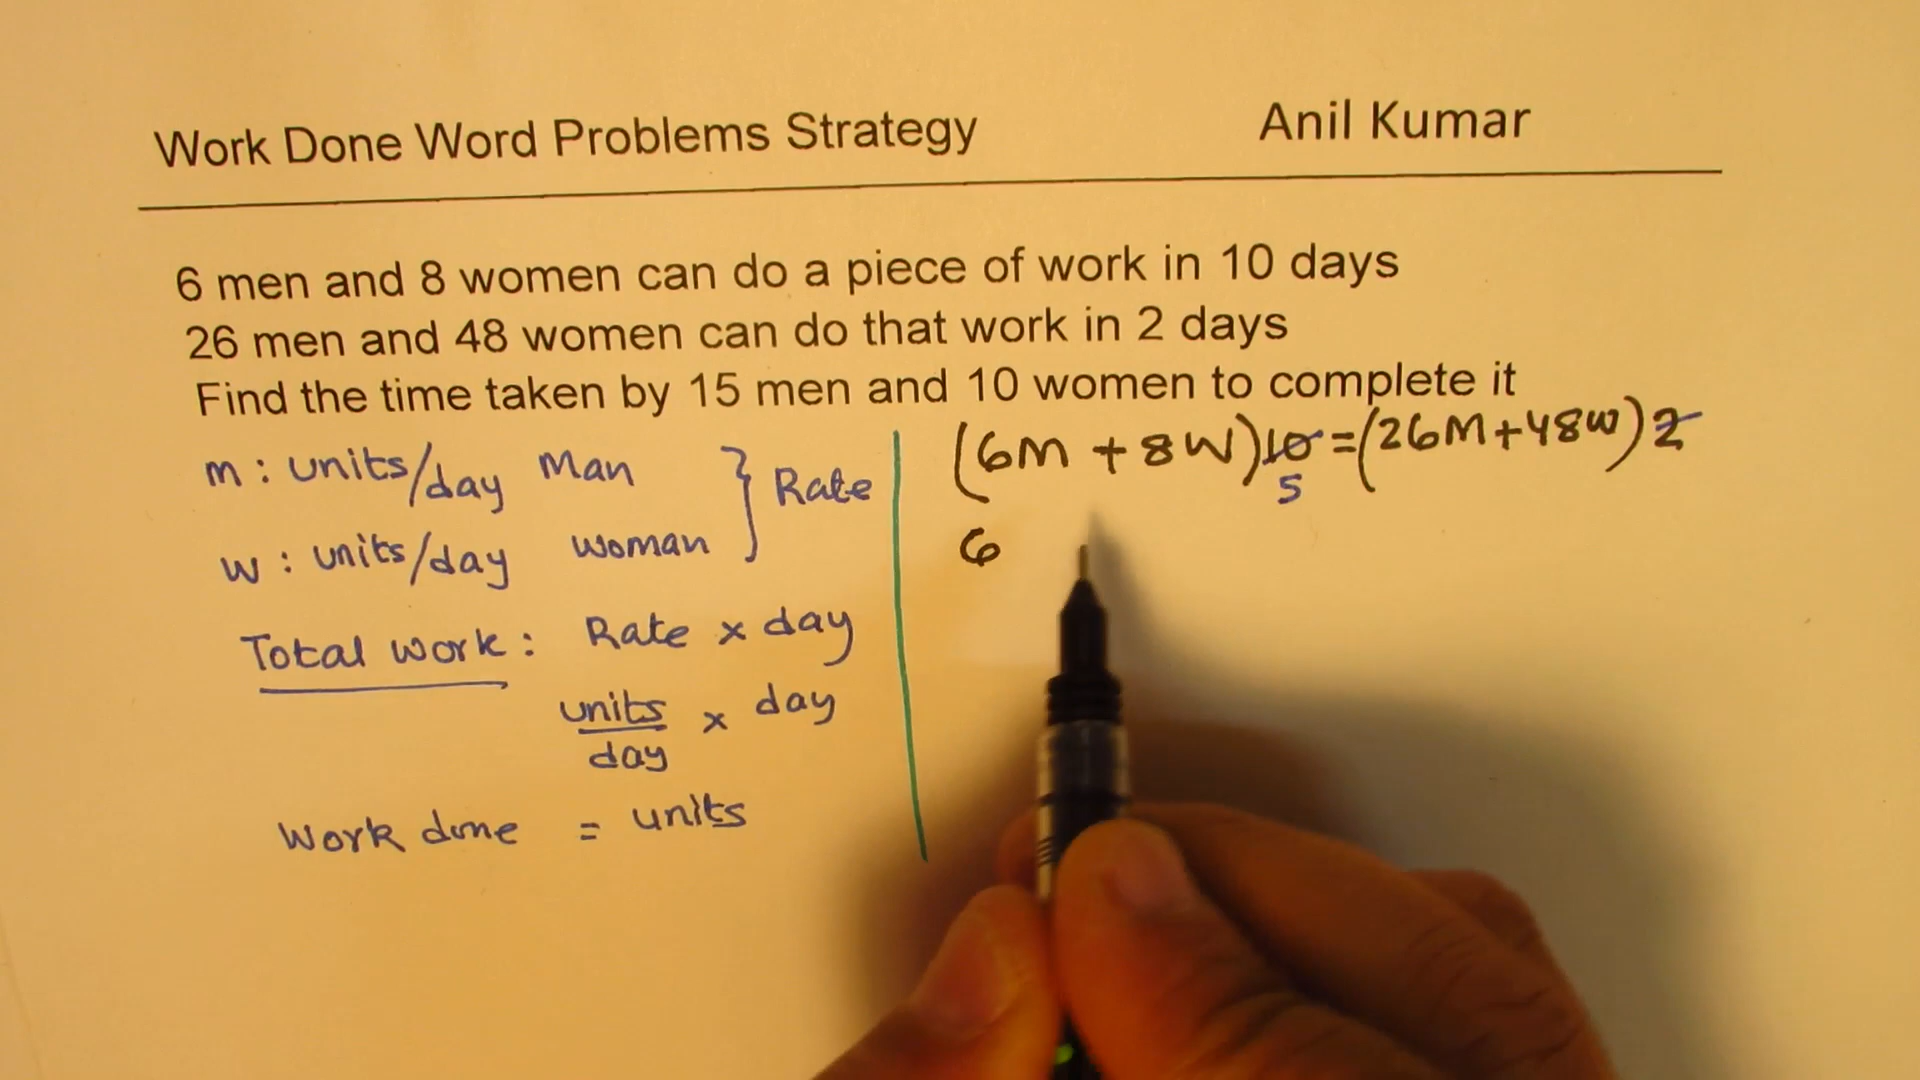 Work Done Word Problems Strategy Anil Kumar
6 men and 8 women can do a piece of work in 10 days
26 men and 48 women can do that work in 2 days
Find the time taken by 15 men and 10 women to complete it
m : units/day Man
w : units/day woman
} Rate
Total work : Rate x day
units/day x day
Work done = units
(6M + 8W)10=(26M+48W)2
5
6